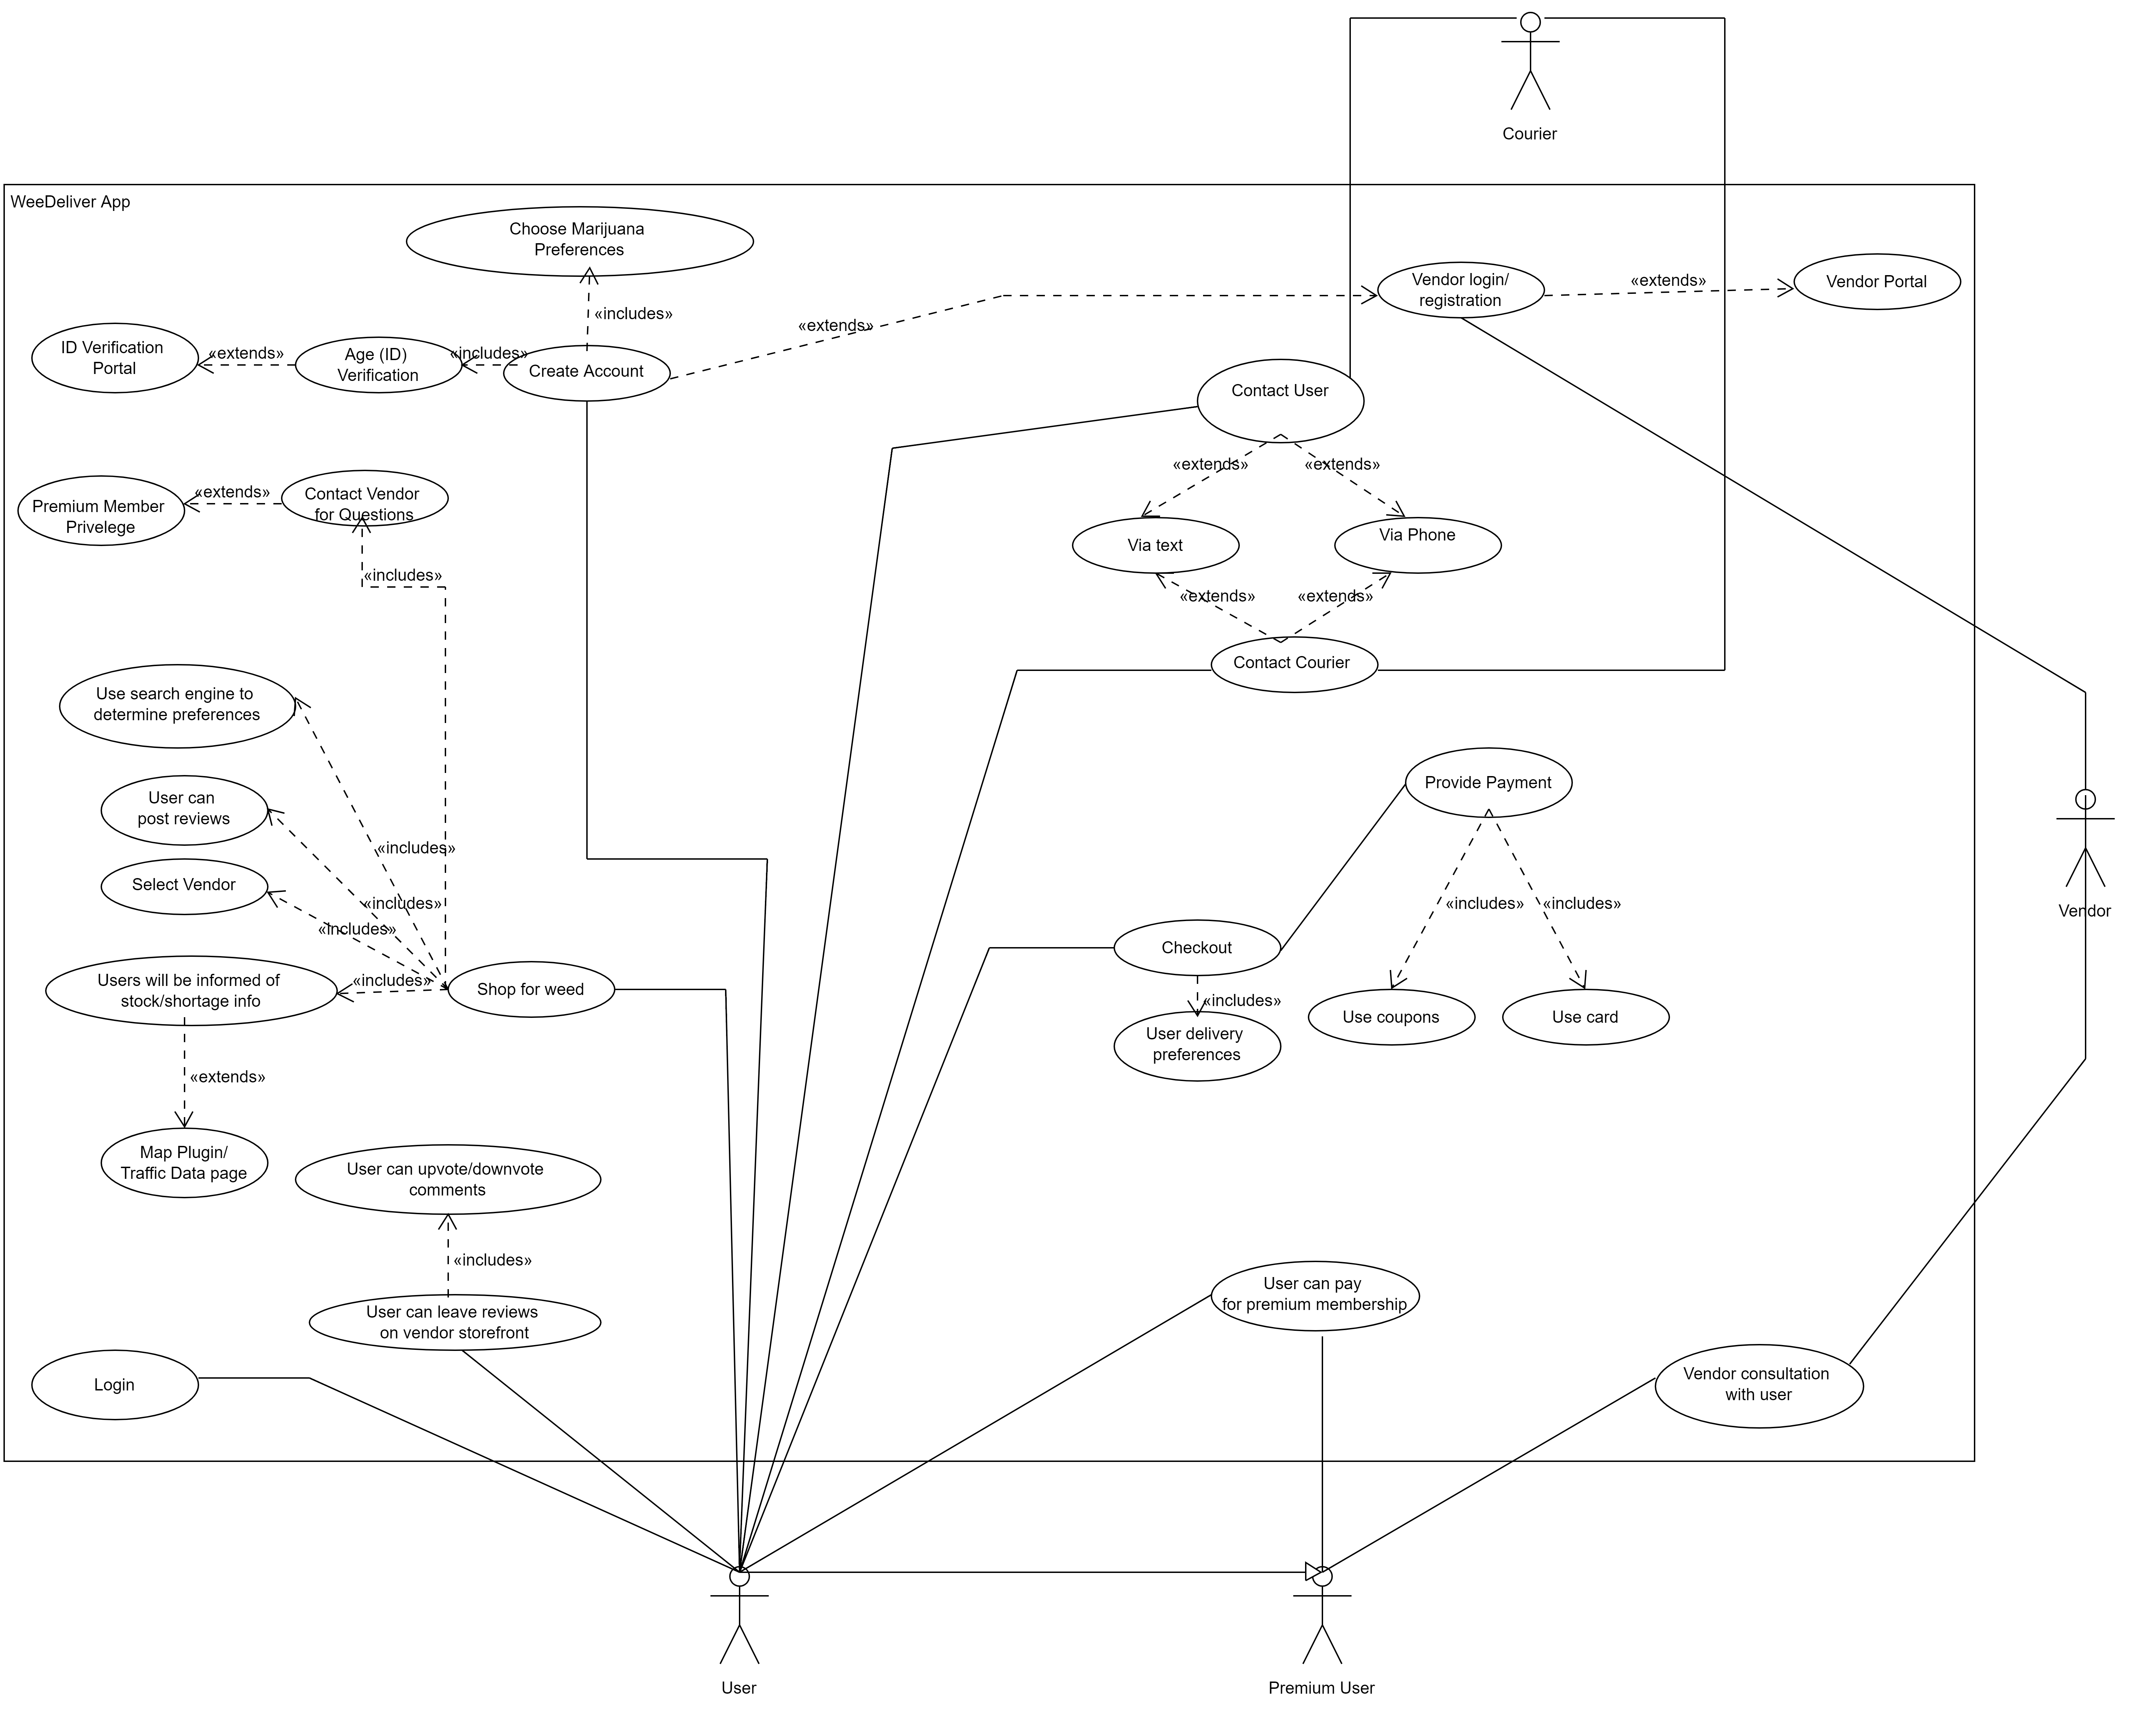 Courier
WeeDeliver App
Choose Marijuana
Preferences
«includes»
«extends»
Vendor login/
registration
«extends»
Vendor Portal
ID Verification
Portal
«extends»
Age (ID)
Verification
«includes»
Create Account
Contact User
«extends»
«extends»
Premium Member
Privelege
«extends»
Contact Vendor
for Questions
«includes»
Via text
Via Phone
«extends»
«extends»
Contact Courier
Use search engine to
determine preferences
User can
post reviews
Select Vendor
«includes»
«includes»
«includes»
Users will be informed of
stock/shortage info
«includes»
Shop for weed
«extends»
Map Plugin/
Traffic Data page
Provide Payment
«includes»
«includes»
Checkout
«includes»
User delivery
preferences
Use coupons
Use card
Vendor
User can upvote/downvote
comments
«includes»
User can leave reviews
on vendor storefront
Login
User can pay
for premium membership
Vendor consultation
with user
User
Premium User